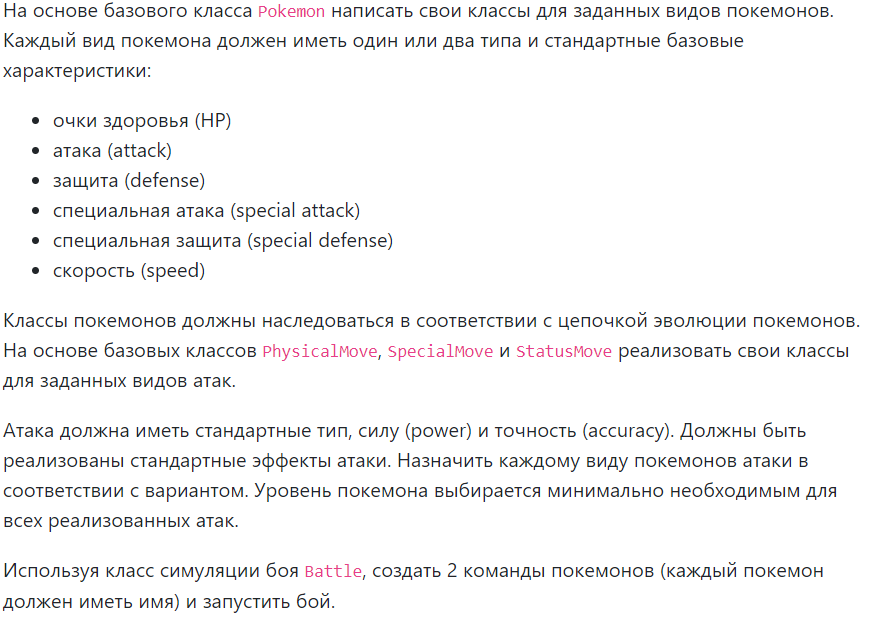 На основе базового класса Pokemon написать свои классы для заданных видов покемонов.
Каждый вид покемона должен иметь один или два типа и стандартные базовые
характеристики:
• очки здоровья (HP)
• атака (attack)
• защита (defense)
• специальная атака (special attack)
• специальная защита (special defense)
• скорость (speed)
Классы покемонов должны наследоваться в соответствии с цепочкой эволюции покемонов.
На основе базовых классов PhysicalMove, SpecialMove и StatusMove реализовать свои классы
для заданных видов атак.
Атака должна иметь стандартные тип, силу (power) и точность (accuracy). Должны быть
реализованы стандартные эффекты атаки. Назначить каждому виду покемонов атаки в
соответствии с вариантом. Уровень покемона выбирается минимально необходимым для
всех реализованных атак.
Используя класс симуляции боя Battle, создать 2 команды покемонов (каждый покемон
должен иметь имя) и запустить бой.